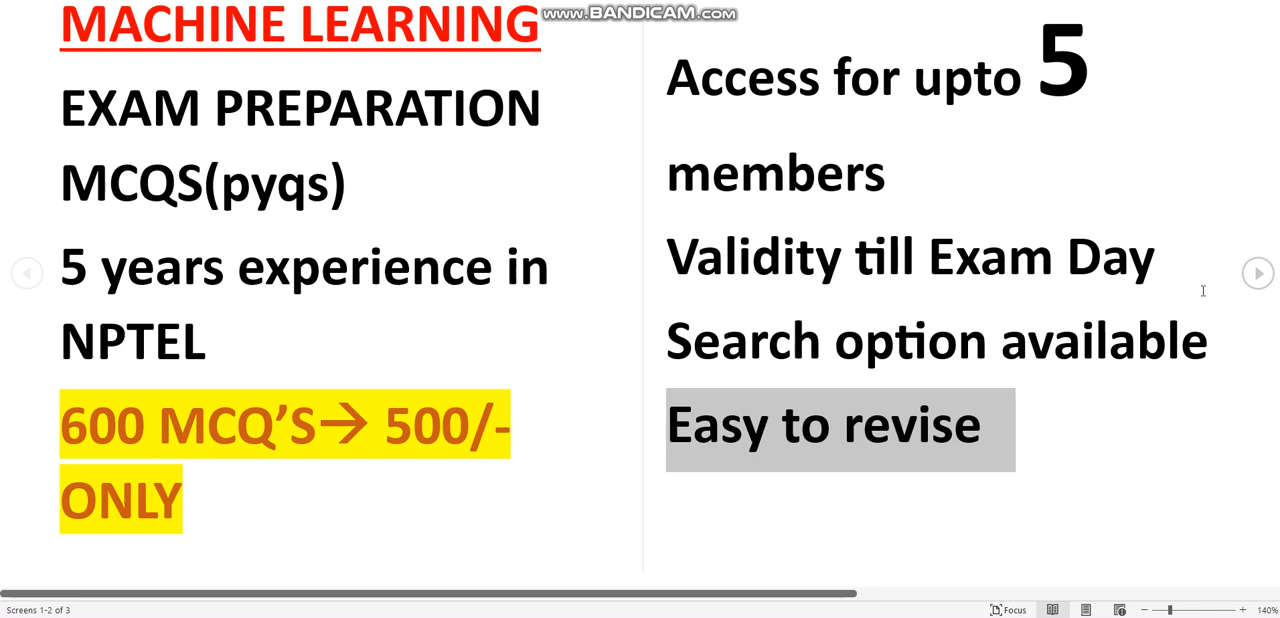 www.BANDICAM.com
MACHINE LEARNING
EXAM PREPARATION
MCQS(pyqs)
5 years experience in
NPTEL
600 MCQ’S→ 500/-
ONLY
Access for upto 5
members
Validity till Exam Day
Search option available
Easy to revise
Screens 1-2 of 3
Focus
140%